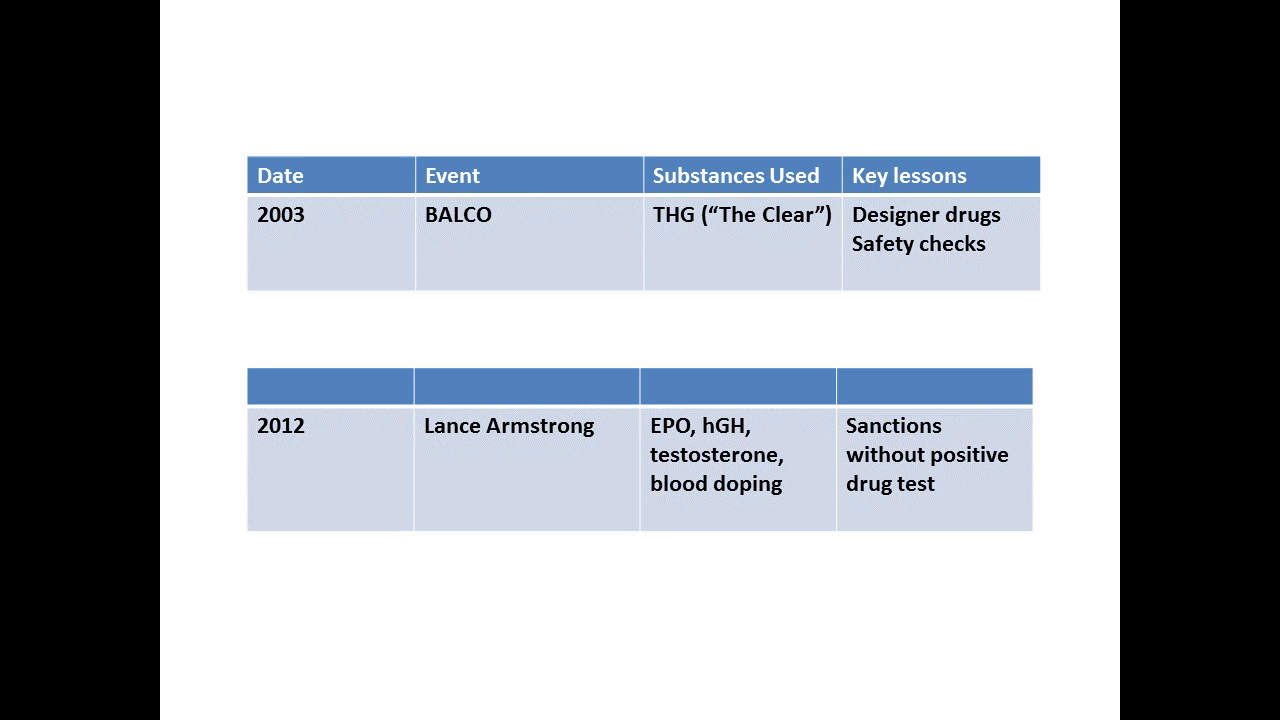 Date Event Substances Used Key lessons
2003 BALCO THG (“The Clear”) Designer drugs
Safety checks
2012 Lance Armstrong EPO, hGH, Sanctions
testosterone, without positive
blood doping drug test